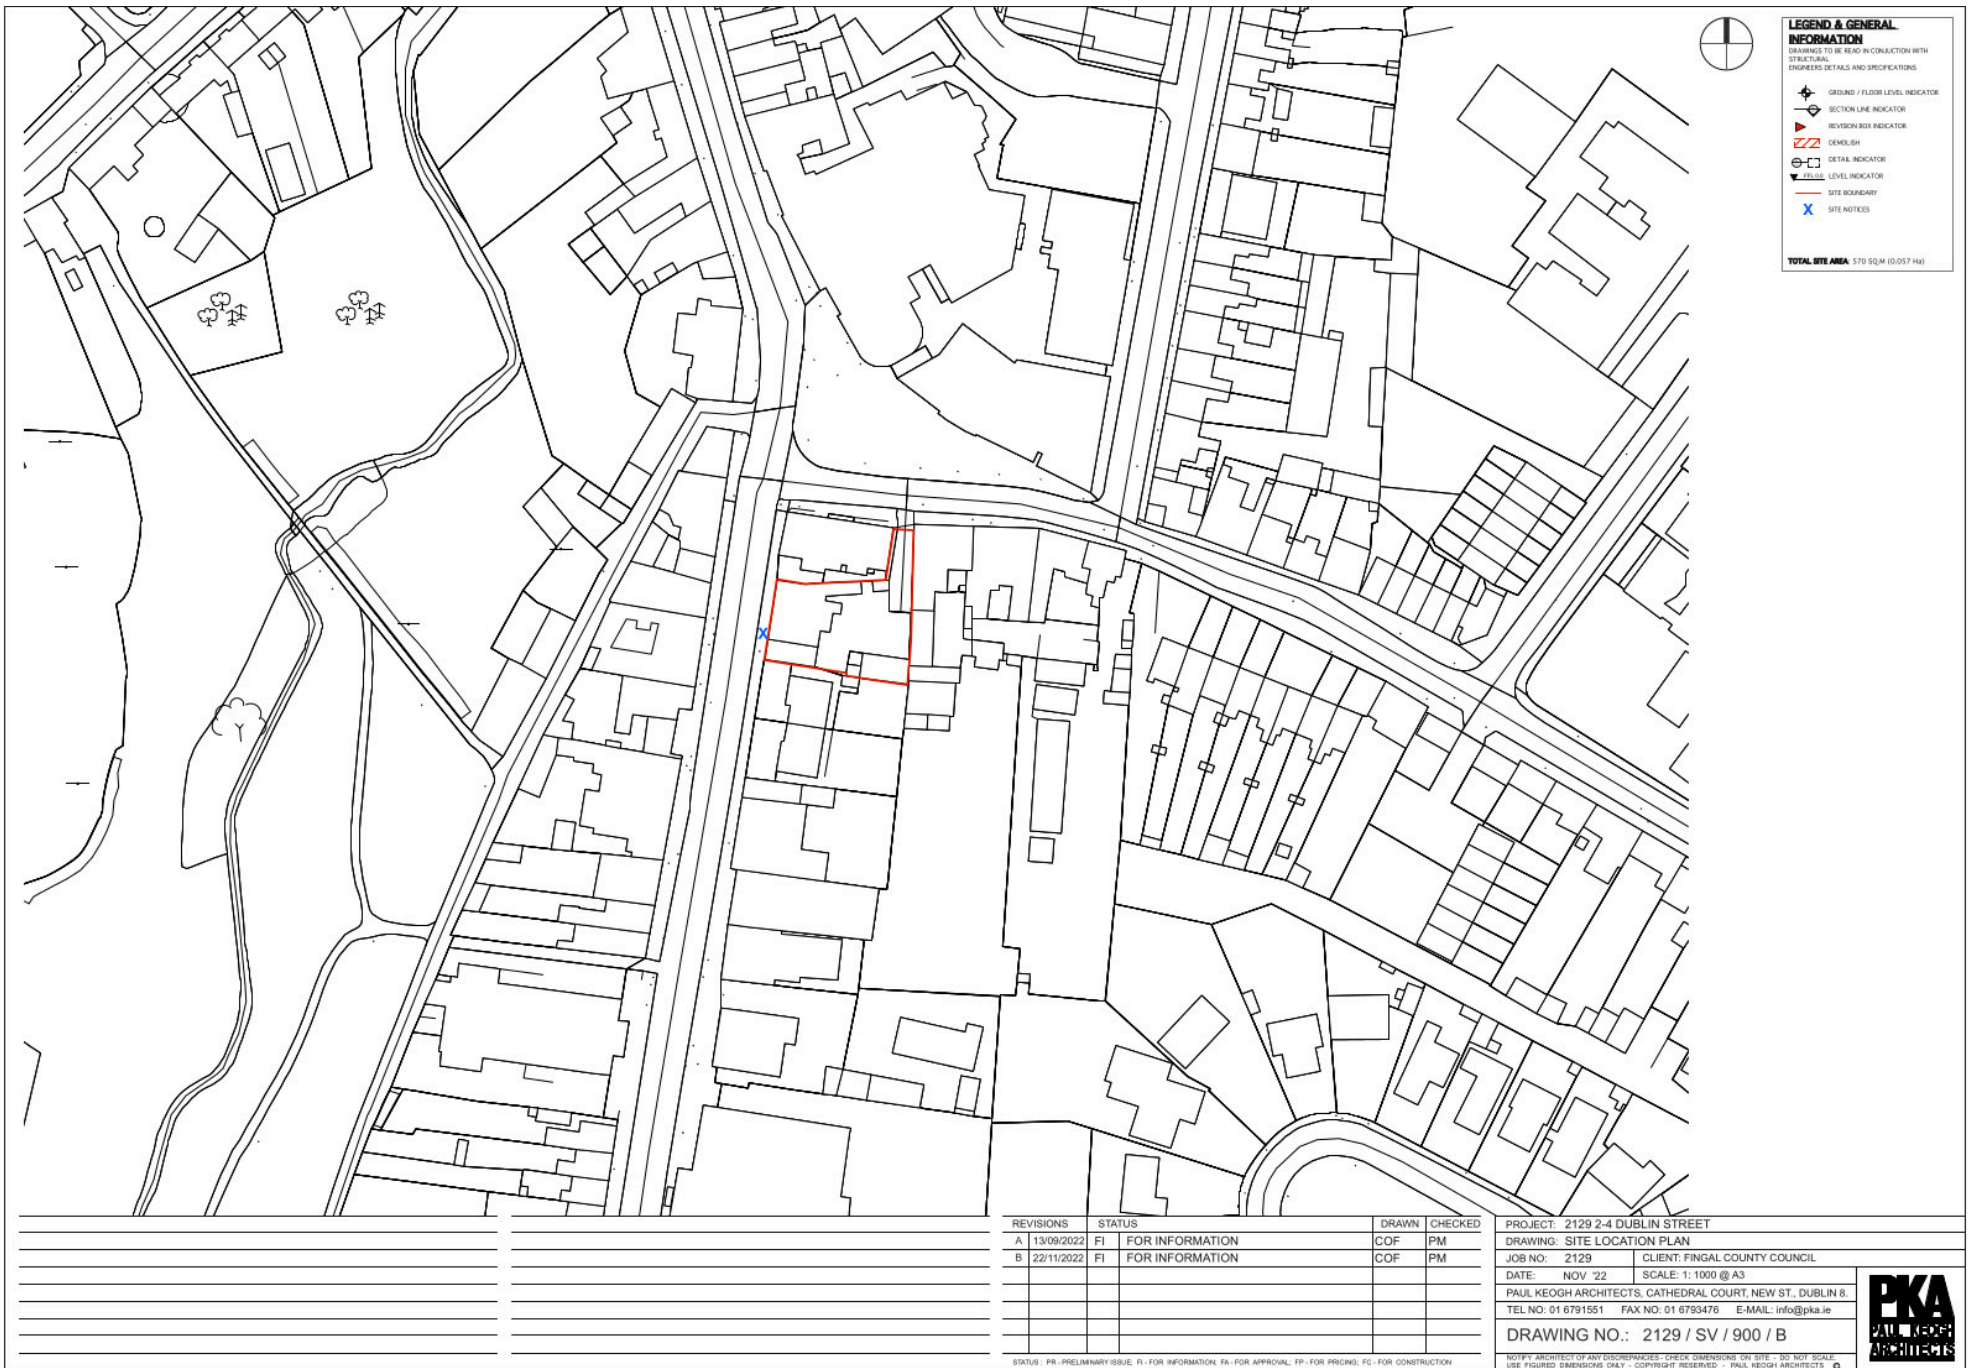 LEGEND & GENERAL
INFORMATION
DRAWINGS TO BE READ IN CONJUCTION WITH
STRUCTURAL
ENGINEERS DETAILS AND SPECIFICATIONS
GROUND / FLOOR LEVEL INDICATOR
SECTION LINE INDICATOR
REVISION BOX INDICATOR
DEMOLISH
DETAIL INDICATOR
FFL 0.0 LEVEL INDICATOR
SITE BOUNDARY
X SITE NOTICES
TOTAL SITE AREA: 570 SQ.M (0.057 Ha)
X
REVISIONS STATUS DRAWN CHECKED
A 13/09/2022 FI FOR INFORMATION COF PM
B 22/11/2022 FI FOR INFORMATION COF PM
STATUS : PR - PRELIMINARY ISSUE; FI - FOR INFORMATION; FA - FOR APPROVAL; FP - FOR PRICING; FC - FOR CONSTRUCTION
PROJECT: 2129 2-4 DUBLIN STREET
DRAWING: SITE LOCATION PLAN
JOB NO: 2129 CLIENT: FINGAL COUNTY COUNCIL
DATE: NOV '22 SCALE: 1: 1000 @ A3
PAUL KEOGH ARCHITECTS, CATHEDRAL COURT, NEW ST., DUBLIN 8.
TEL NO: 01 6791551 FAX NO: 01 6793476 E-MAIL: info@pka.ie
DRAWING NO.: 2129 / SV / 900 / B
NOTIFY ARCHITECT OF ANY DISCREPANCIES - CHECK DIMENSIONS ON SITE - DO NOT SCALE.
USE FIGURED DIMENSIONS ONLY - COPYRIGHT RESERVED - PAUL KEOGH ARCHITECTS
PKA
PAUL KEOGH
ARCHITECTS